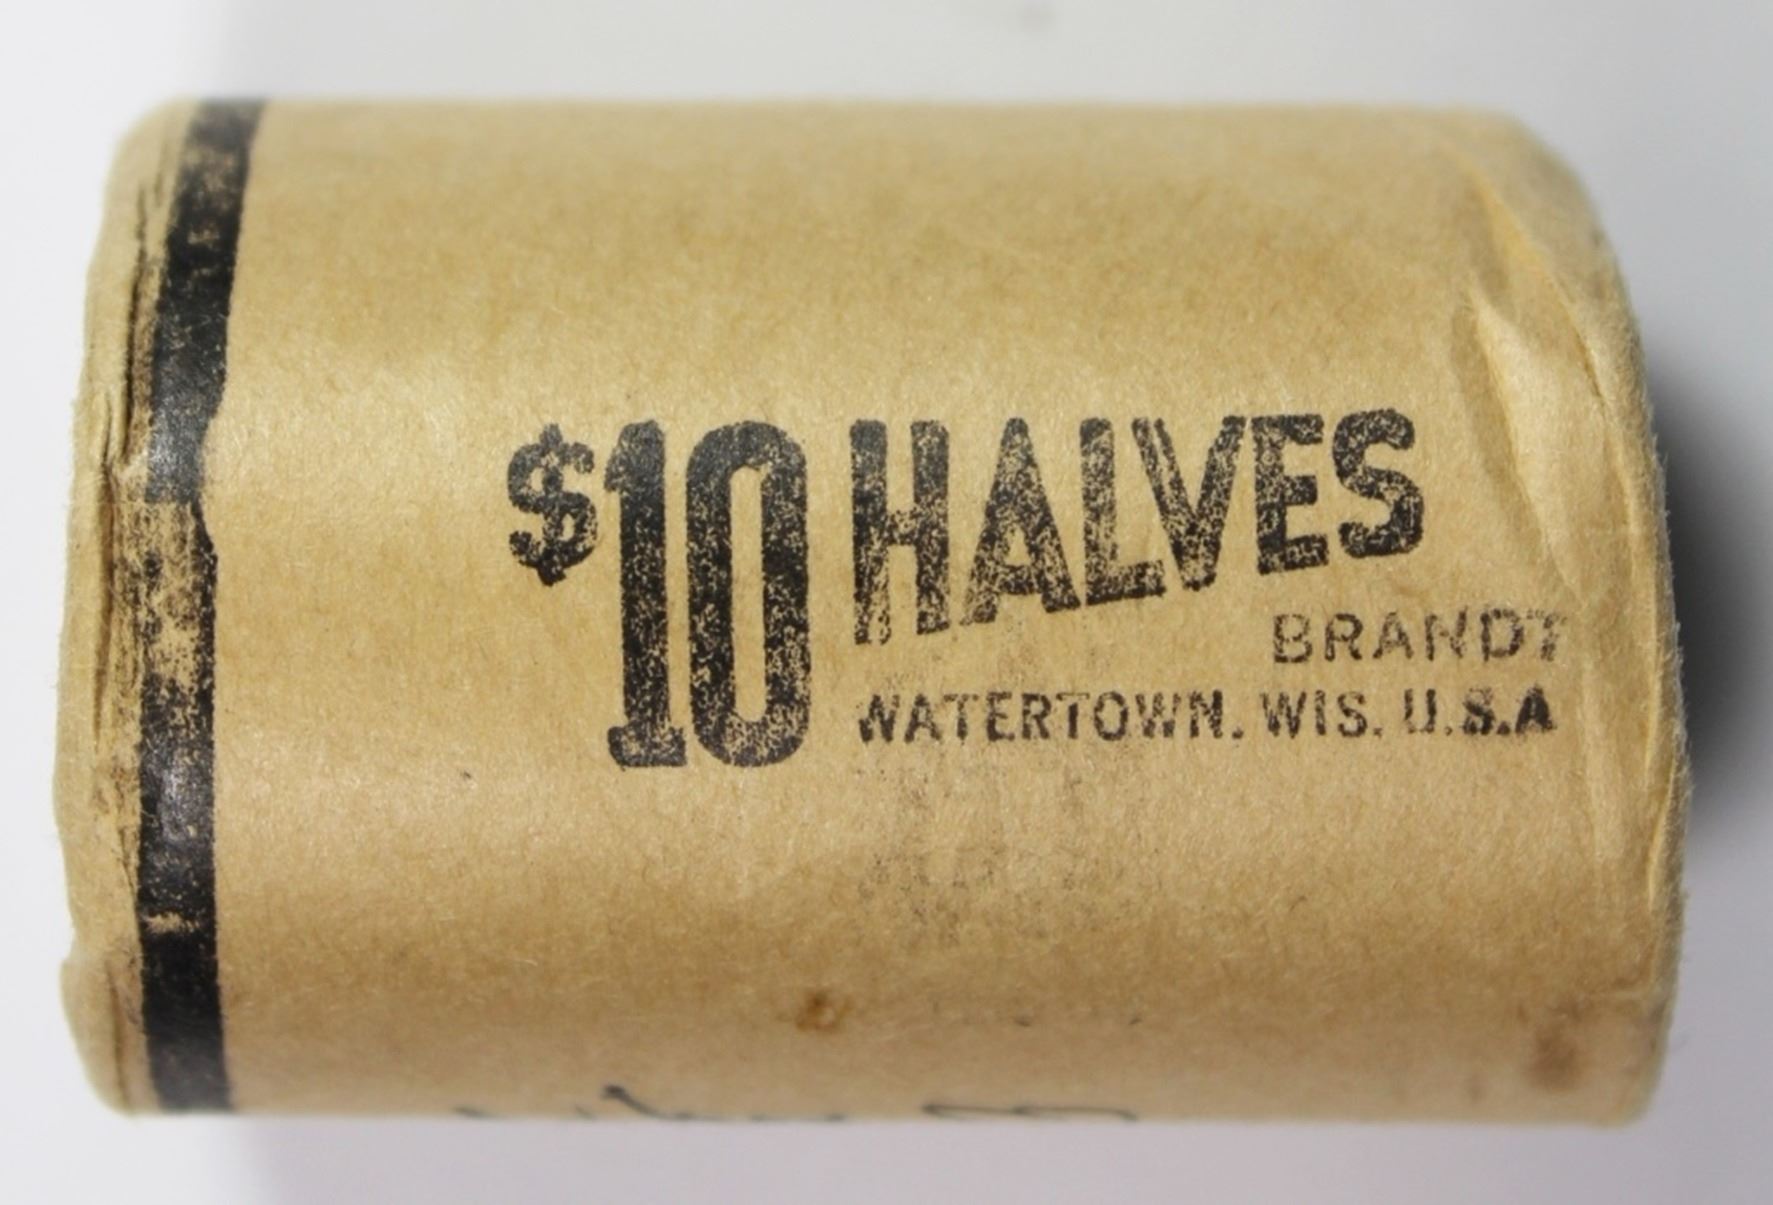 $10 HALVES
BRANDT
WATERTOWN. WIS. U.S.A